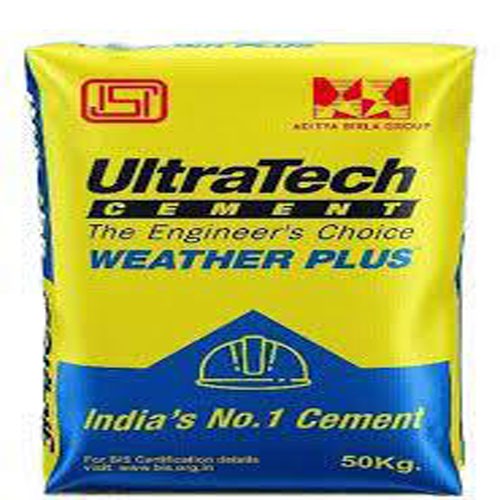 ISI
ADITYA BIRLA GROUP
UltraTech
CEMENT
The Engineer's Choice
WEATHER PLUS
India's No.1 Cement
For BIS Certification details
visit: www.bis.org.in
50Kg.